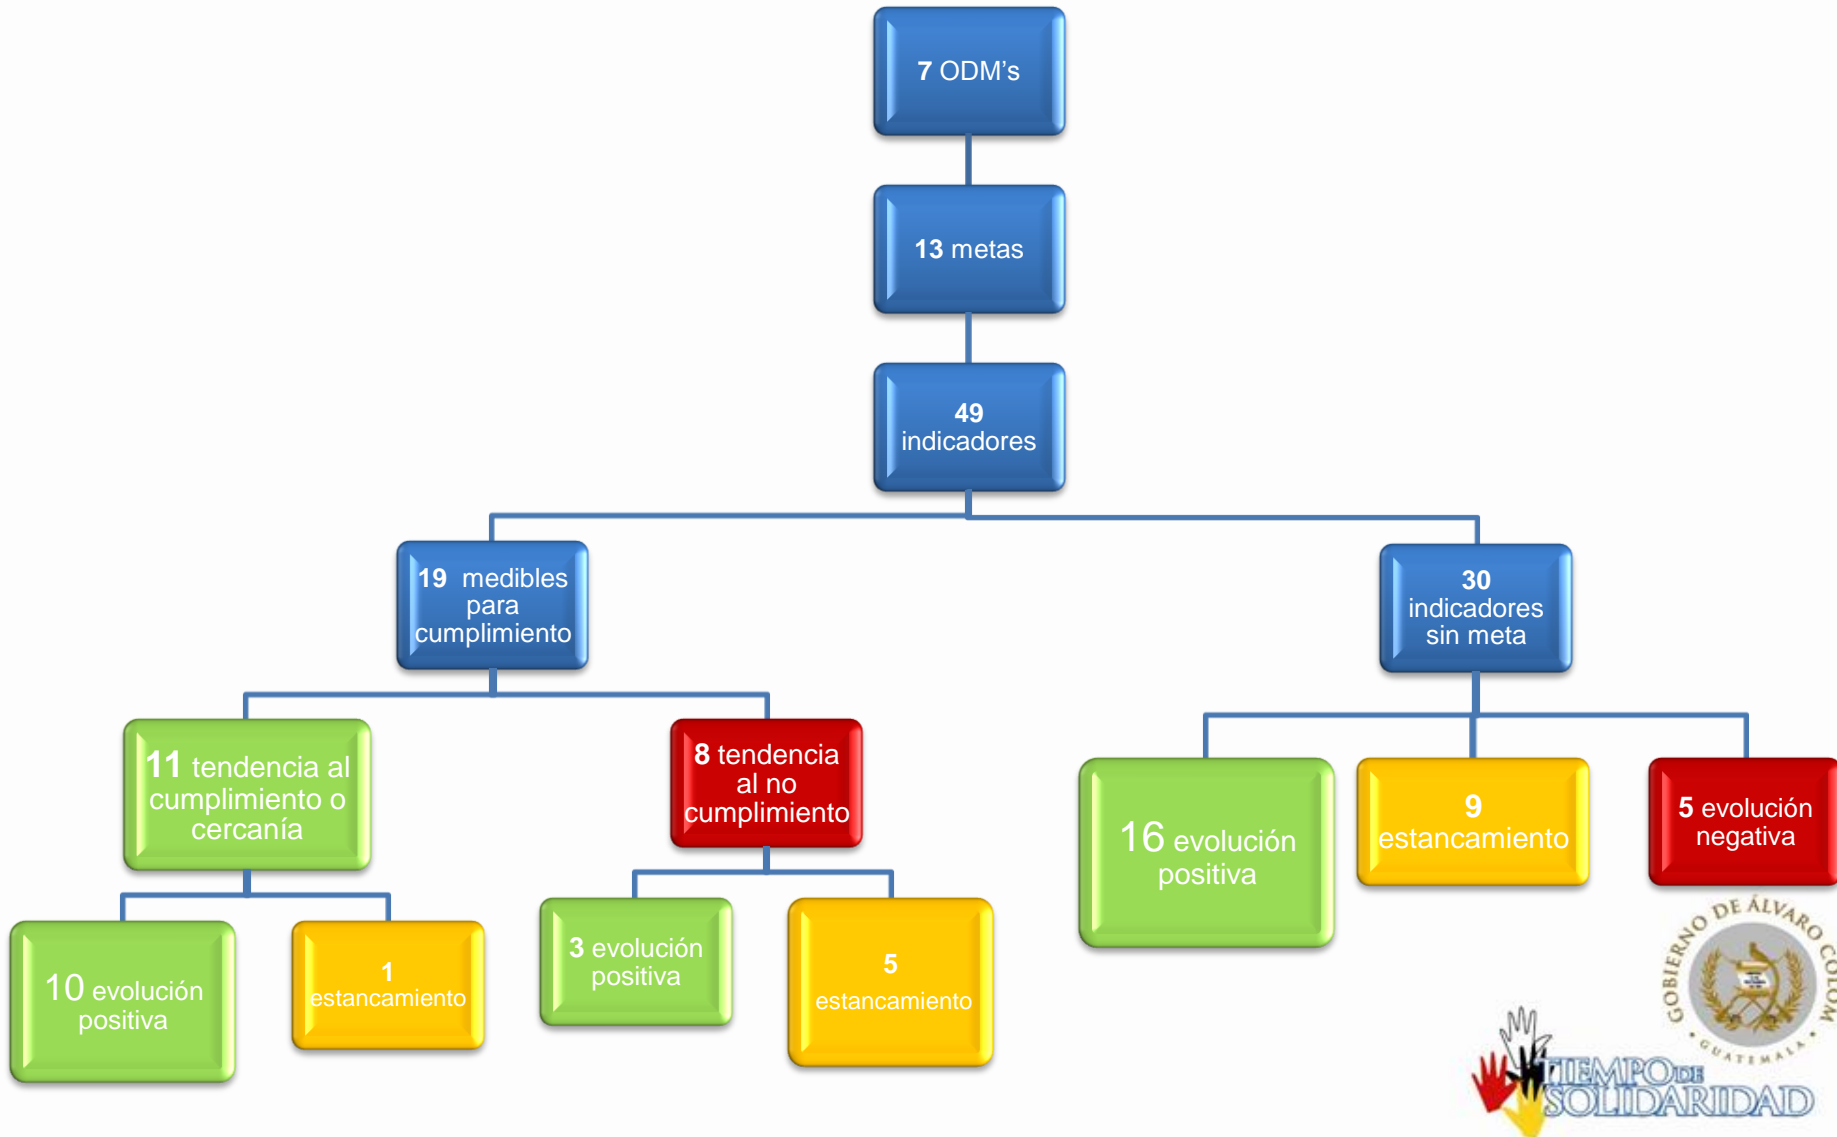 7 ODM's
13 metas
49
indicadores
19 medibles
para
cumplimiento
30
indicadores
sin meta
11 tendencia al
cumplimiento o
cercanía
8 tendencia
al no
cumplimiento
16 evolución
positiva
9
estancamiento
5 evolución
negativa
10 evolución
positiva
1
estancamiento
3 evolución
positiva
5
estancamiento
GOBIERNO DE ÁLVARO COLOM
GUATEMALA
TIEMPO DE
SOLIDARIDAD